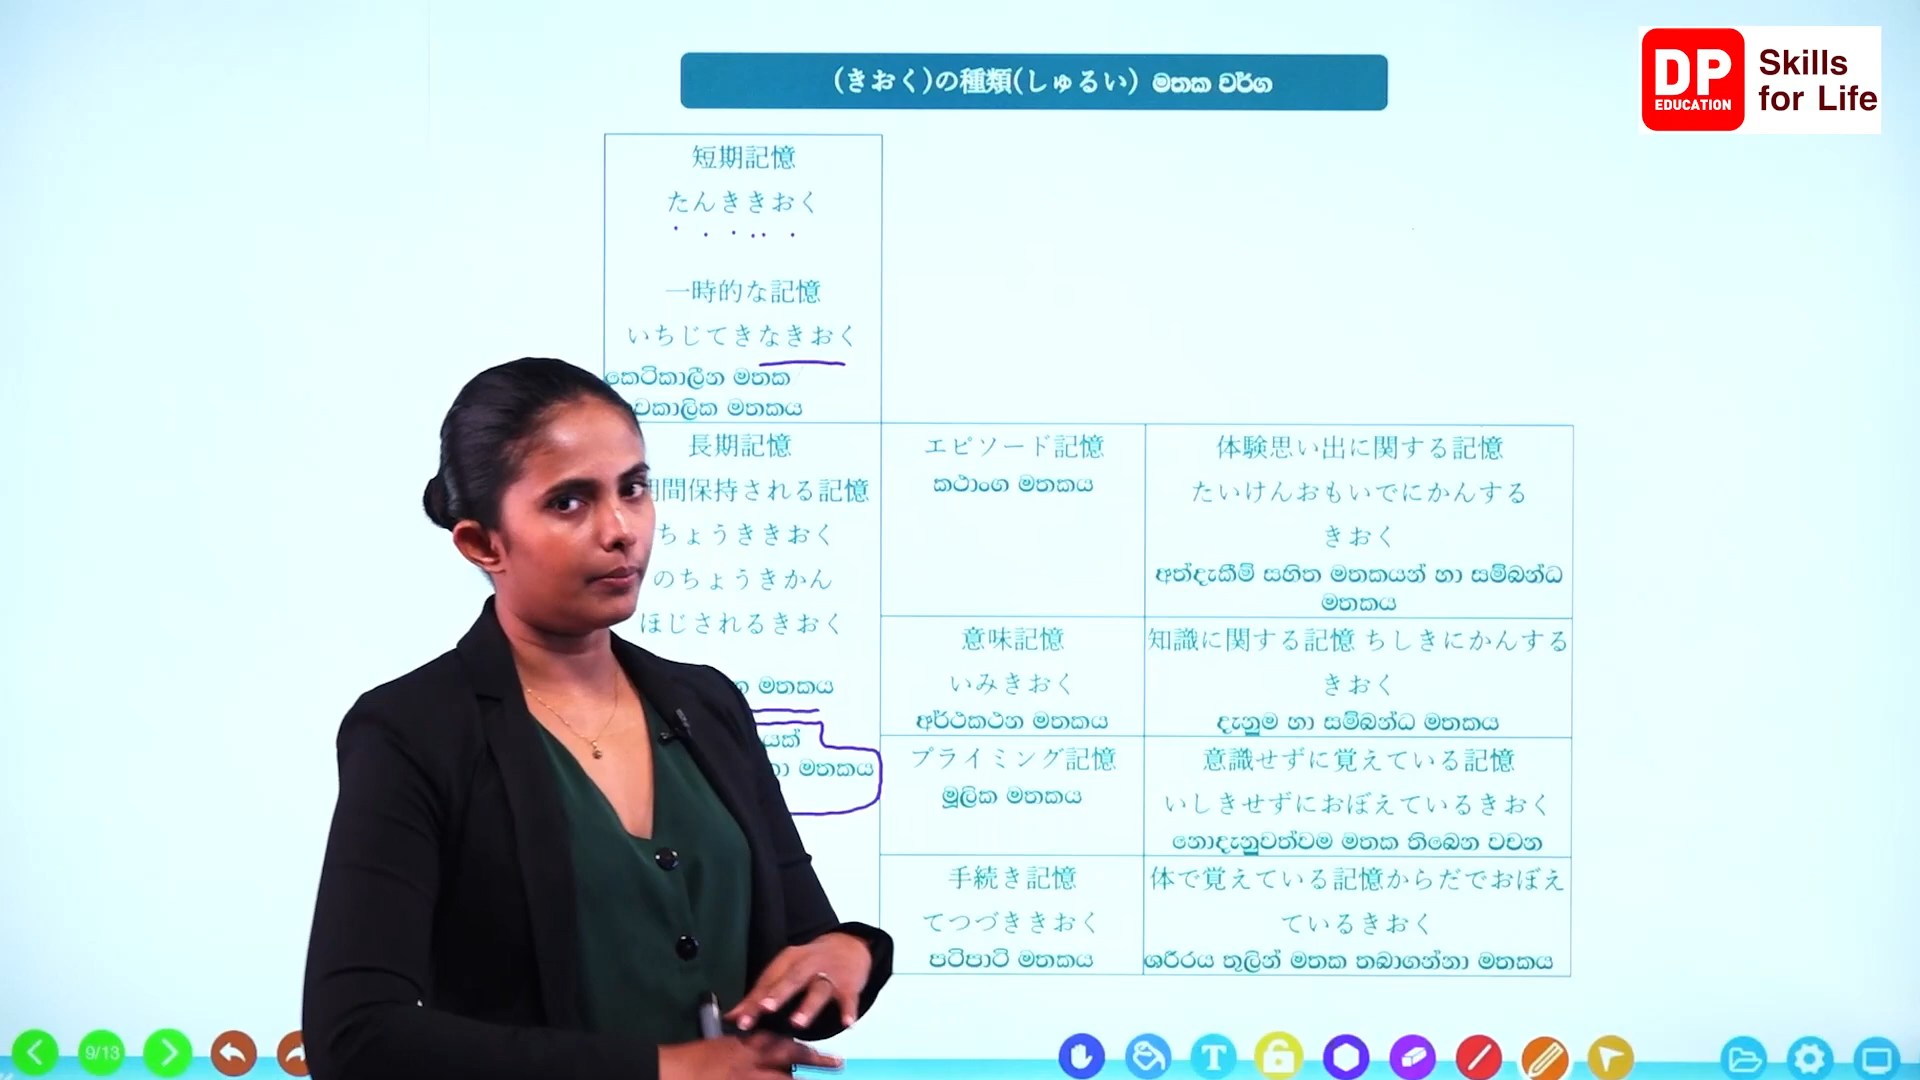 (きおく)の種類(しゅるい) මතක වර්ග
DP
EDUCATION
Skills
for Life
短期記憶
たんききおく
一時的な記憶
いちじてきなきおく
කෙටිකාලීන මතක
වකාලික මතකය
長期記憶
間保持される記憶
ちょうききおく
のちょうきかん
ほじされるきおく
මතකය
යක්
මතකය
エピソード記憶
කථාංග මතකය
体験思い出に関する記憶
たいけんおもいでにかんする
きおく
අත්දැකීම් සහිත මතකයන් හා සම්බන්ධ
මතකය
意味記憶
いみきおく
අර්ථකථන මතකය
知識に関する記憶 ちしきにかんする
きおく
දැනුම හා සම්බන්ධ මතකය
プライミング記憶
මූලික මතකය
意識せずに覚えている記憶
いしきせずにおぼえているきおく
නොදැනුවත්වම මතක තිබෙන වචන
手続き記憶
てつづききおく
පටිපාටි මතකය
体で覚えている記憶からだでおぼえ
ているきおく
ශරීරය තුලින් මතක තබාගන්නා මතකය
9/13